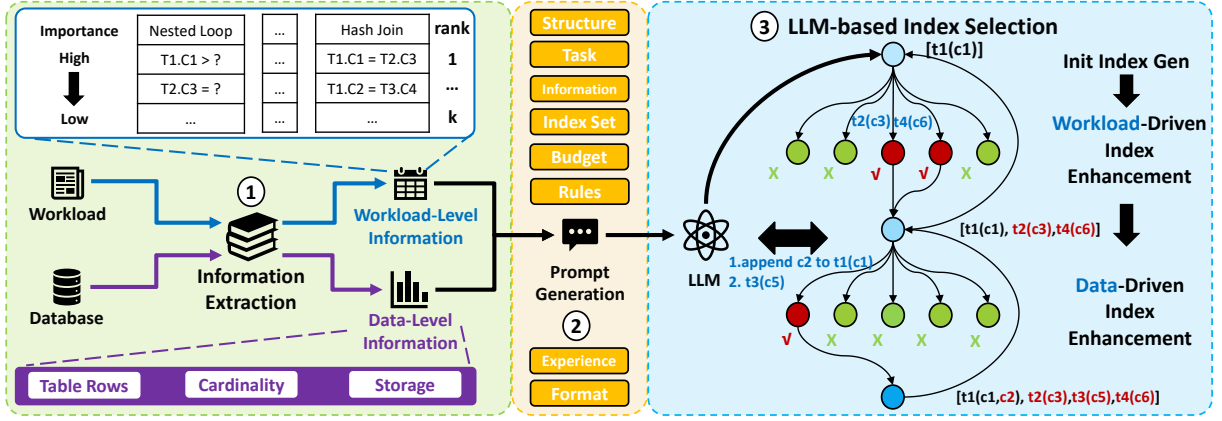 Importance
High
Low
Nested Loop ... Hash Join rank
T1.C1 > ? ... T1.C1 = T2.C3 1
T2.C3 = ? ... T1.C2 = T3.C4 ...
... ... ... k
Workload
Database
1
Information
Extraction
Workload-Level
Information
Data-Level
Information
Table Rows Cardinality Storage
Structure
Task
Information
Index Set
Budget
Rules
Prompt
Generation
2
Experience
Format
3 LLM-based Index Selection
LLM
[t1(c1)]
t2(c3) t4(c6)
X X √ √ X
[t1(c1), t2(c3),t4(c6)]
1.append c2 to t1(c1)
2. t3(c5)
√ X X X X
[t1(c1,c2), t2(c3),t3(c5),t4(c6)]
Init Index Gen
Workload-Driven
Index
Enhancement
Data-Driven
Index
Enhancement